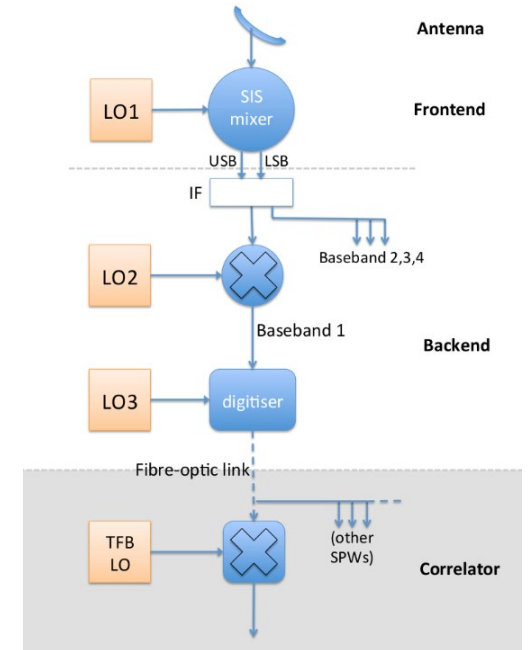 Antenna
LO1
SIS
mixer
Frontend
USB
LSB
IF
LO2
Baseband 2,3,4
Baseband 1
Backend
LO3
digitiser
Fibre-optic link
TFB
LO
(other
SPWs)
Correlator